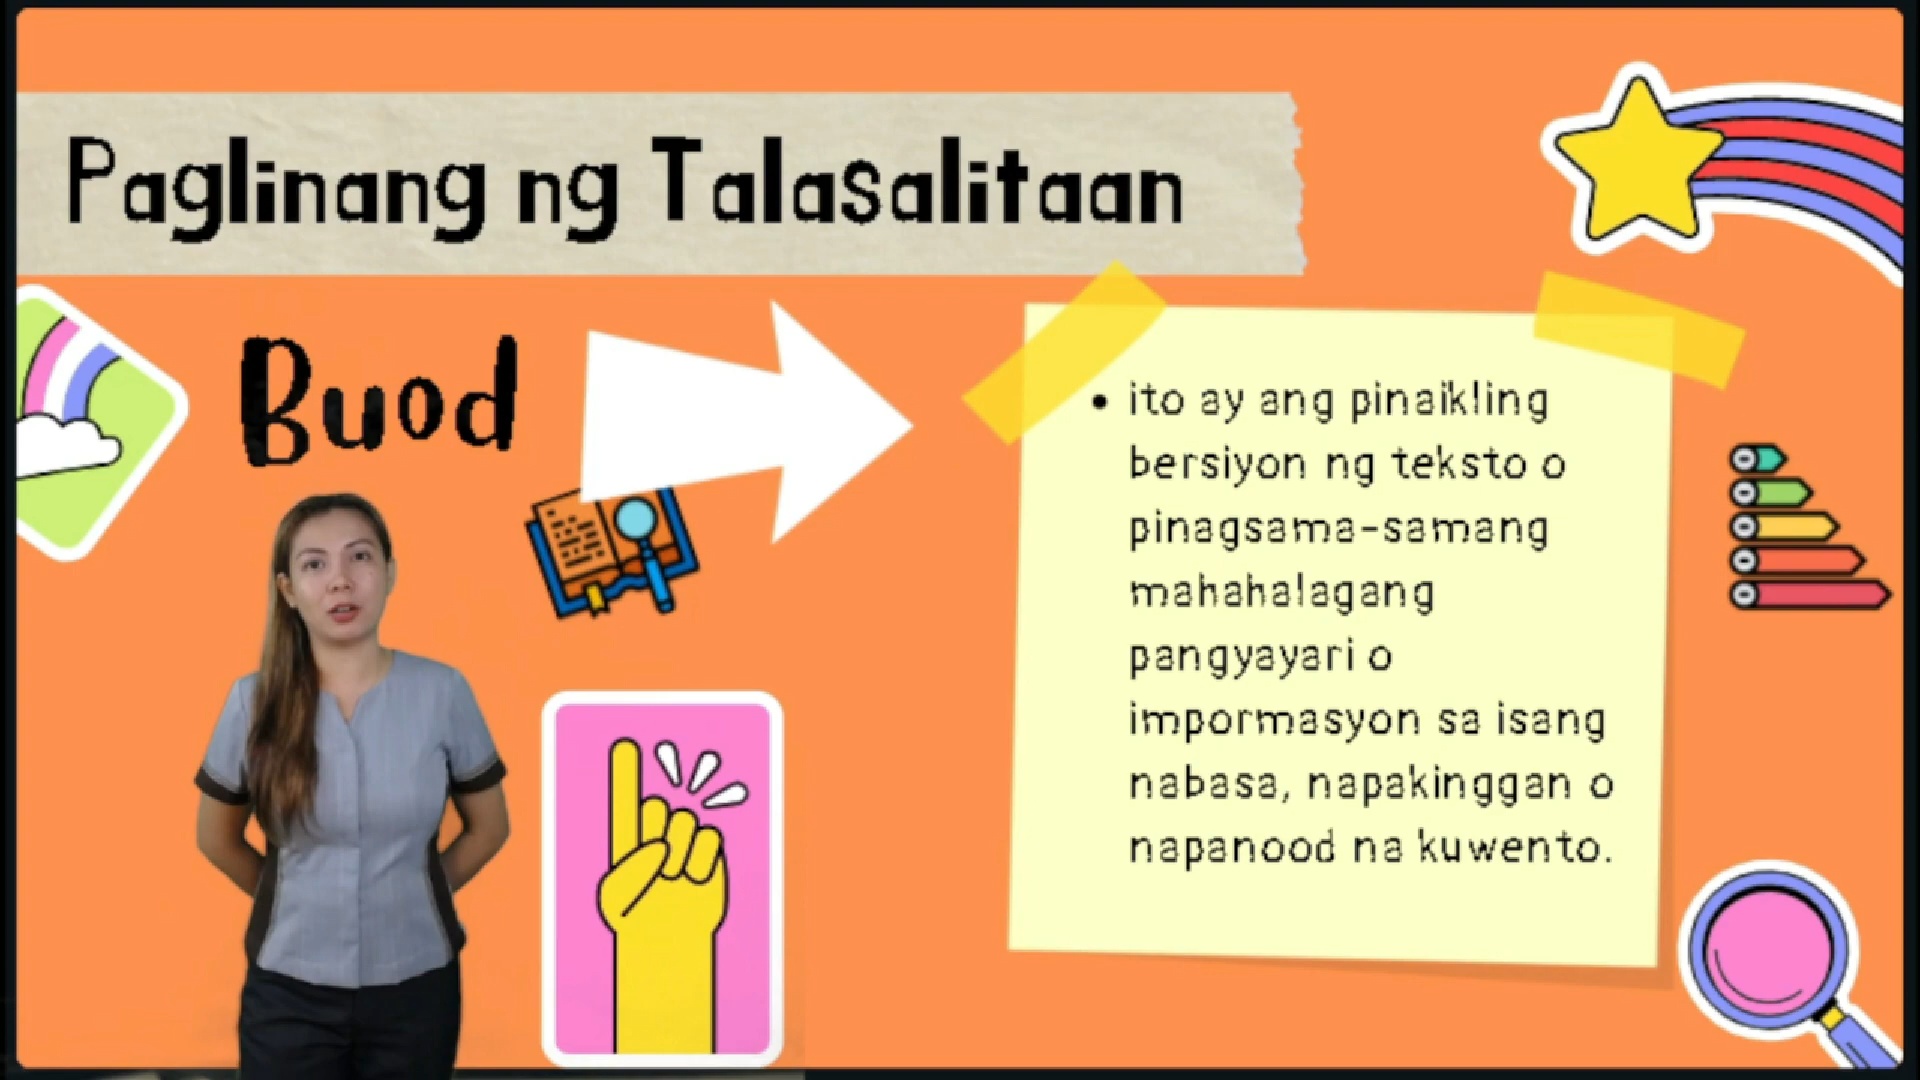 Paglinang ng Talasalitaan
Buod
• ito ay ang pinaikling
bersiyon ng teksto o
pinagsama-samang
mahahalagang
pangyayari o
impormasyon sa isang
nabasa, napakinggan o
napanood na kuwento.